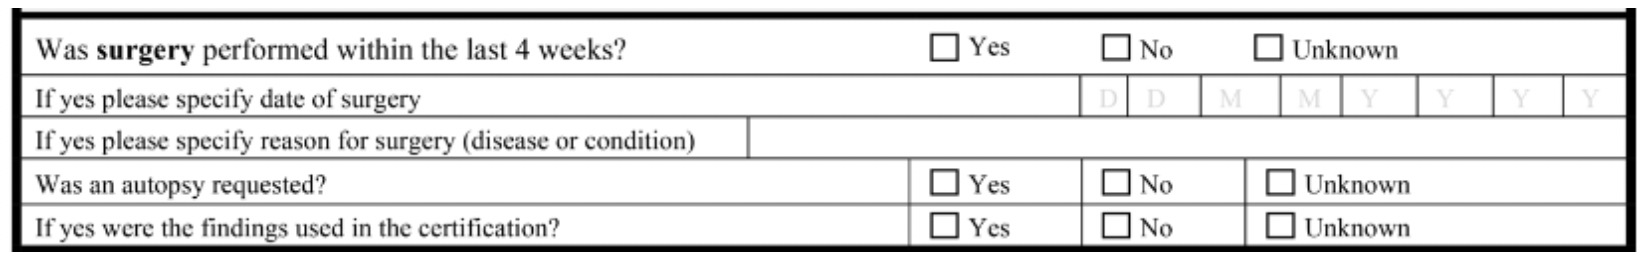 Was surgery performed within the last 4 weeks? Yes No Unknown
If yes please specify date of surgery D D M M Y Y Y Y
If yes please specify reason for surgery (disease or condition)
Was an autopsy requested? Yes No Unknown
If yes were the findings used in the certification? Yes No Unknown